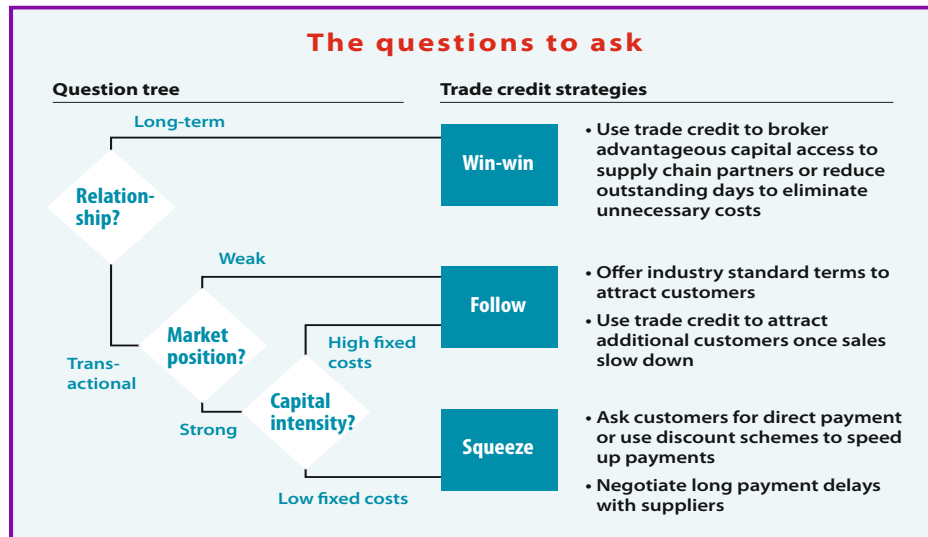 The questions to ask
Question tree
Trade credit strategies
Long-term
Relation-
ship?
Win-win
• Use trade credit to broker
advantageous capital access to
supply chain partners or reduce
outstanding days to eliminate
unnecessary costs
Weak
Trans-
actional
Market
position?
Follow
• Offer industry standard terms to
attract customers
• Use trade credit to attract
additional customers once sales
slow down
High fixed
costs
Strong
Capital
intensity?
Low fixed costs
Squeeze
• Ask customers for direct payment
or use discount schemes to speed
up payments
• Negotiate long payment delays
with suppliers